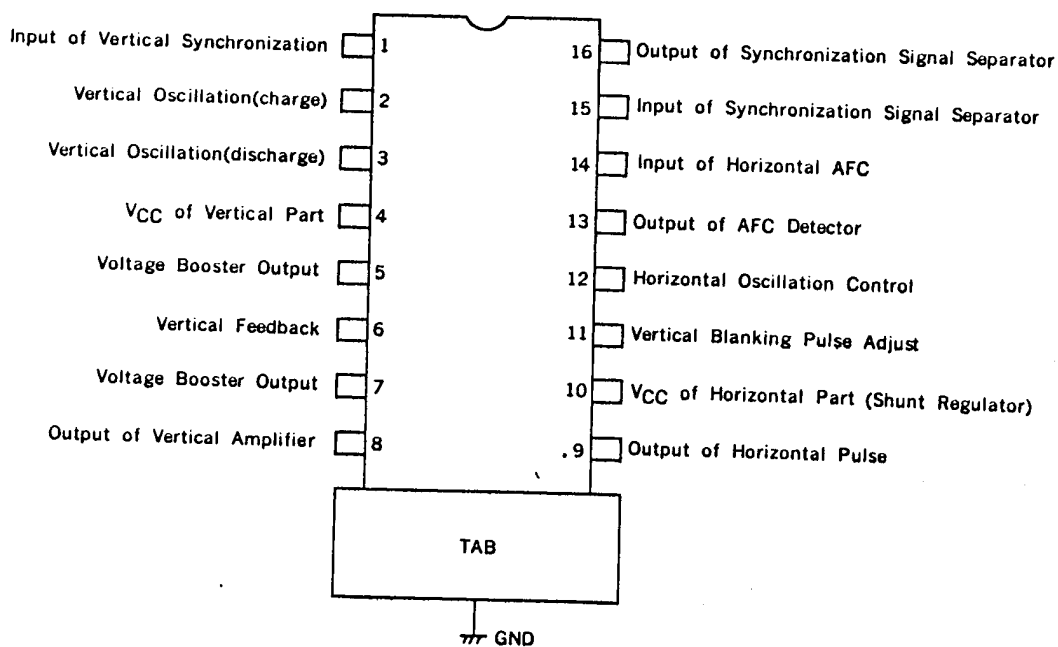 Input of Vertical Synchronization 1
Vertical Oscillation(charge) 2
Vertical Oscillation(discharge) 3
VCC of Vertical Part 4
Voltage Booster Output 5
Vertical Feedback 6
Voltage Booster Output 7
Output of Vertical Amplifier 8
16 Output of Synchronization Signal Separator
15 Input of Synchronization Signal Separator
14 Input of Horizontal AFC
13 Output of AFC Detector
12 Horizontal Oscillation Control
11 Vertical Blanking Pulse Adjust
10 VCC of Horizontal Part (Shunt Regulator)
.9 Output of Horizontal Pulse
TAB
GND